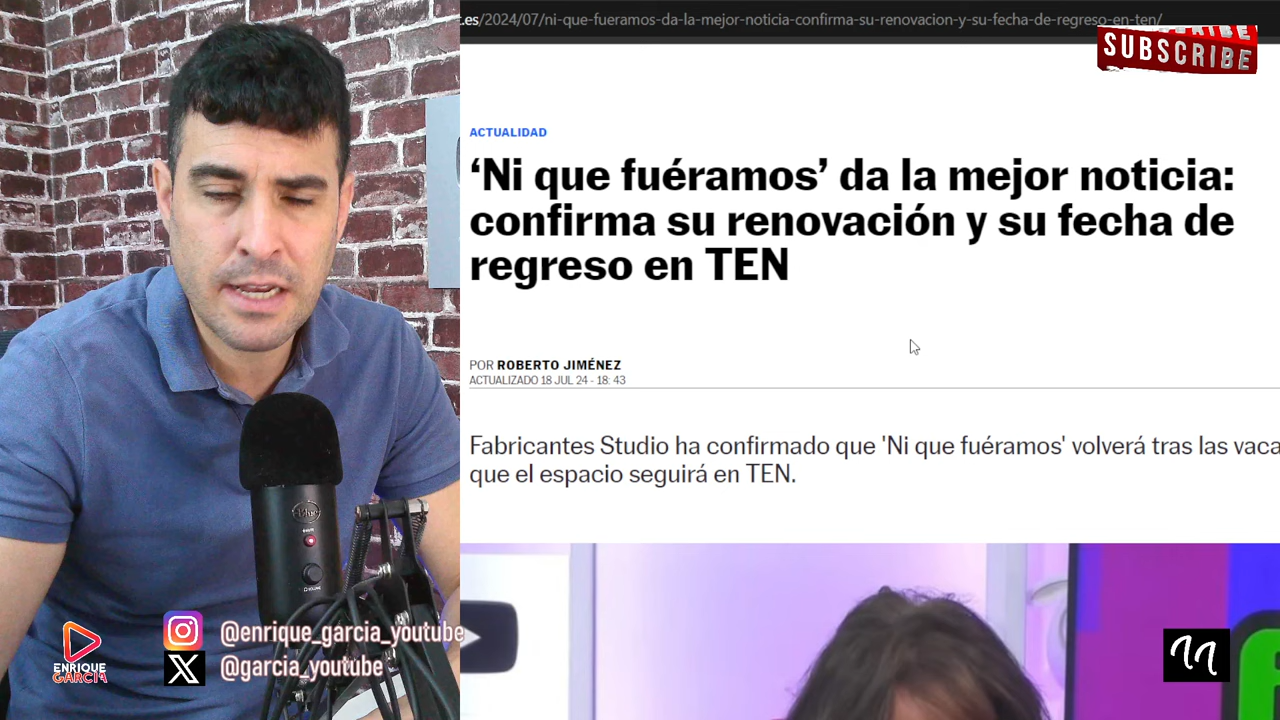 .es/2024/07/ni-que-fueramos-da-la-mejor-noticia-confirma-su-renovacion-y-su-fecha-de-regreso-en-ten/
SUBSCRIBE
ACTUALIDAD
‘Ni que fuéramos’ da la mejor noticia:
confirma su renovación y su fecha de
regreso en TEN
POR ROBERTO JIMÉNEZ
ACTUALIZADO 18 JUL 24 - 18: 43
Fabricantes Studio ha confirmado que 'Ni que fuéramos' volverá tras las vaca
que el espacio seguirá en TEN.
Blue
@enrique_garcia_youtube
@garcia_youtube
ENRIQUE
GARCIA